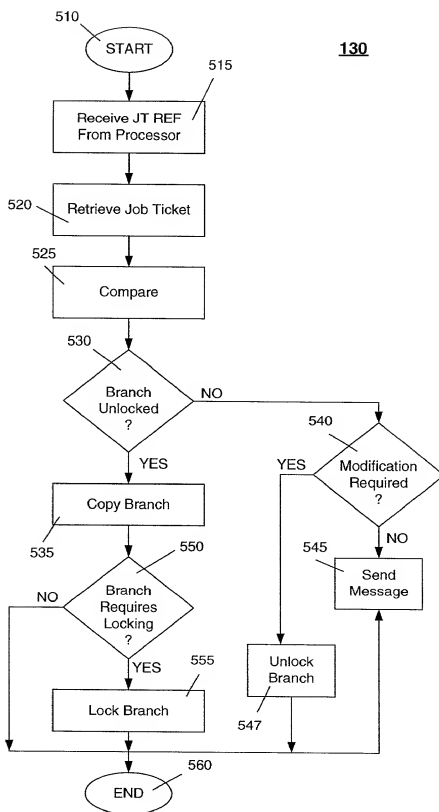 510
START
130
515
Receive JT REF
From Processor
520
Retrieve Job Ticket
525
Compare
530
Branch
Unlocked
?
NO
540
YES
YES
Modification
Required
?
Copy Branch
535
550
NO
545
Send
Message
NO
Branch
Requires
Locking
?
YES
555
Unlock
Branch
547
Lock Branch
560
END